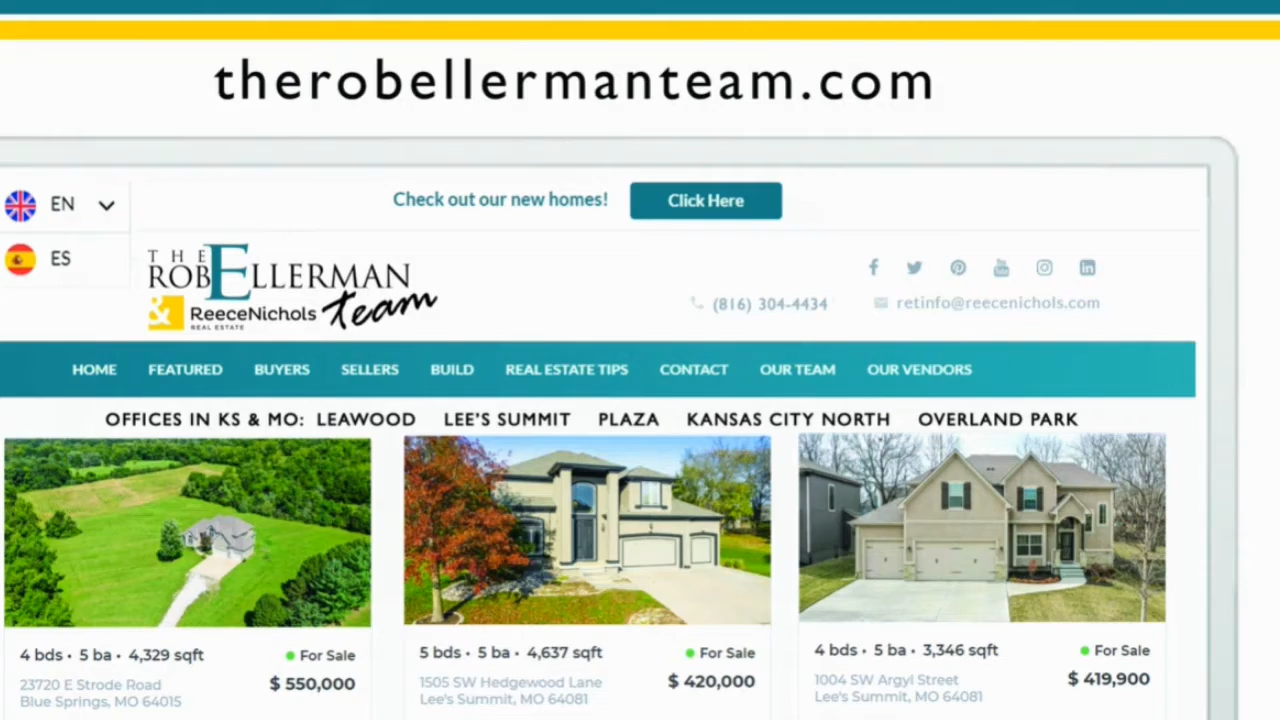 therobellermanteam.com
EN
Check out our new homes!
Click Here
ES
THE
ROB ELLERMAN
& ReeceNichols team
REAL ESTATE
(816) 304-4434
retinfo@reecenichols.com
HOME FEATURED BUYERS SELLERS BUILD REAL ESTATE TIPS CONTACT OUR TEAM OUR VENDORS
OFFICES IN KS & MO: LEAWOOD LEE'S SUMMIT PLAZA KANSAS CITY NORTH OVERLAND PARK
4 bds · 5 ba · 4,329 sqft
For Sale
23720 E Strode Road
$ 550,000
Blue Springs, MO 64015
5 bds · 5 ba · 4,637 sqft
For Sale
1505 SW Hedgewood Lane
$ 420,000
Lee's Summit, MO 64081
4 bds · 5 ba · 3,346 sqft
For Sale
1004 SW Argyl Street
$ 419,900
Lee's Summit, MO 64081